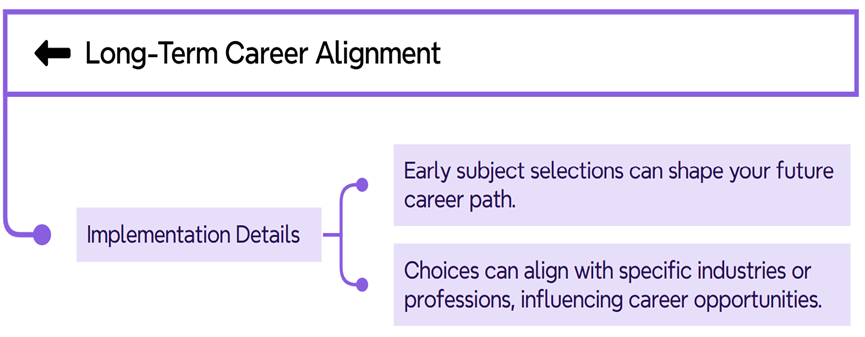 Long-Term Career Alignment
Implementation Details
Early subject selections can shape your future
career path.
Choices can align with specific industries or
professions, influencing career opportunities.